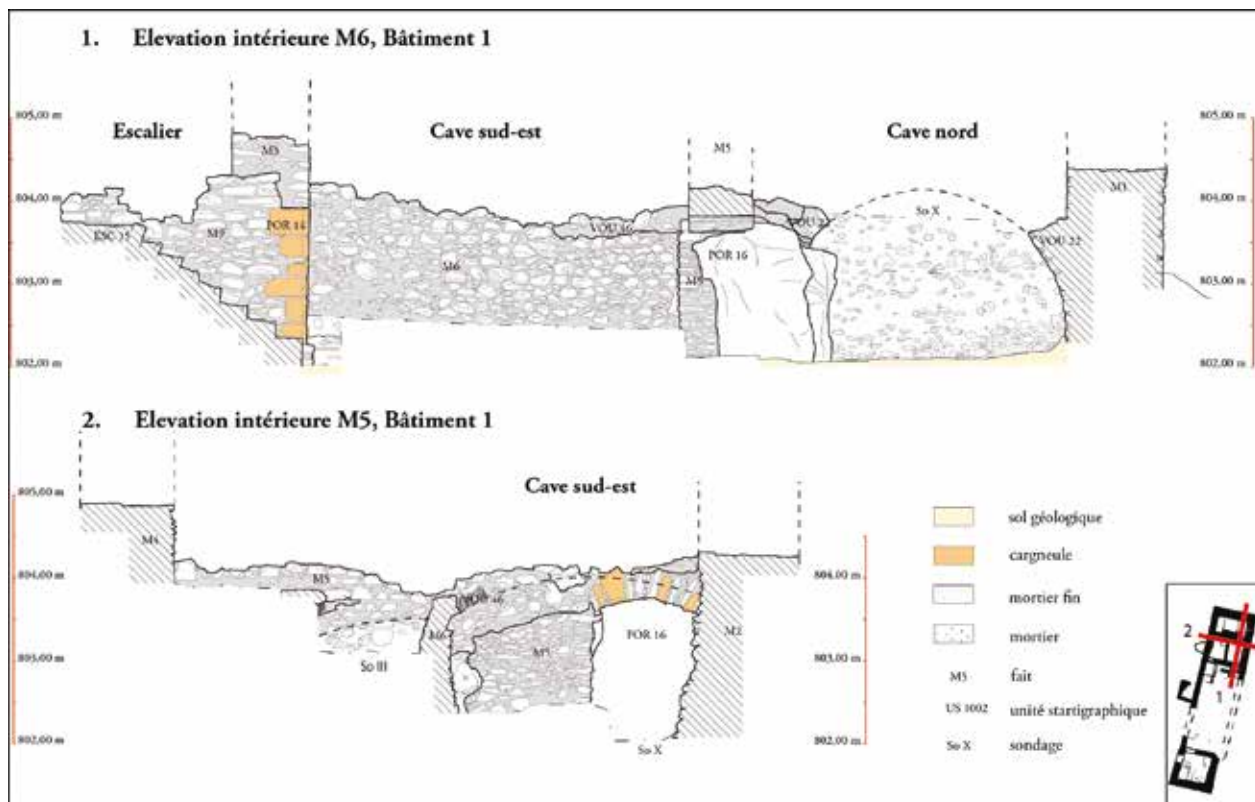 1. Elevation intérieure M6, Bâtiment 1
805,00 m
805,00 m
Escalier
Cave sud-est
Cave nord
M5
M3
804,00 m
804,00 m
So X
ESC 15
M9
POR 14
VOU 46
VOU 22
M6
POR 16
803,00 m
803,00 m
M5
802,00 m
802,00 m
2. Elevation intérieure M5, Bâtiment 1
Cave sud-est
805,00 m
M4
804,00 m
804,00 m
M5
M6
POR 16
M2
803,00 m
803,00 m
So III
802,00 m
802,00 m
So X
sol géologique
cargneule
mortier fin
mortier
M5 fait
US 1002 unité startigraphique
So X sondage
2
1